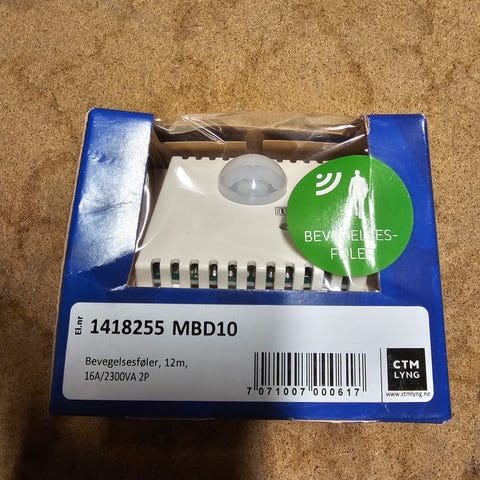 BEVEGELSES-
FØLER
El.nr
1418255 MBD10
Bevegelsesføler, 12m,
16A/2300VA 2P
7 071007 000617
CTM
LYNG
www.ctmlyng.no